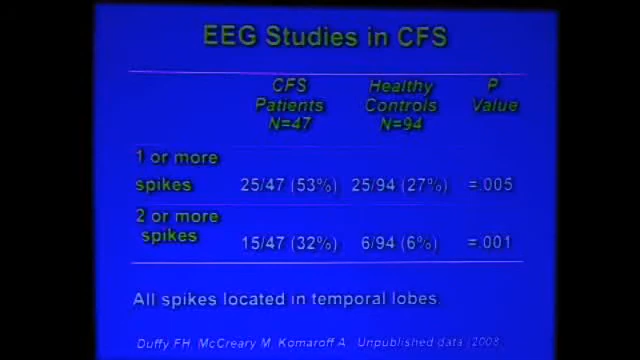 EEG Studies in CFS
CFS Healthy P
Patients Controls Value
N=47 N=94
1 or more
spikes 25/47 (53%) 25/94 (27%) =.005
2 or more
spikes 15/47 (32%) 6/94 (6%) =.001
All spikes located in temporal lobes.
Duffy FH, McCreary M, Komaroff A. Unpublished data (2008